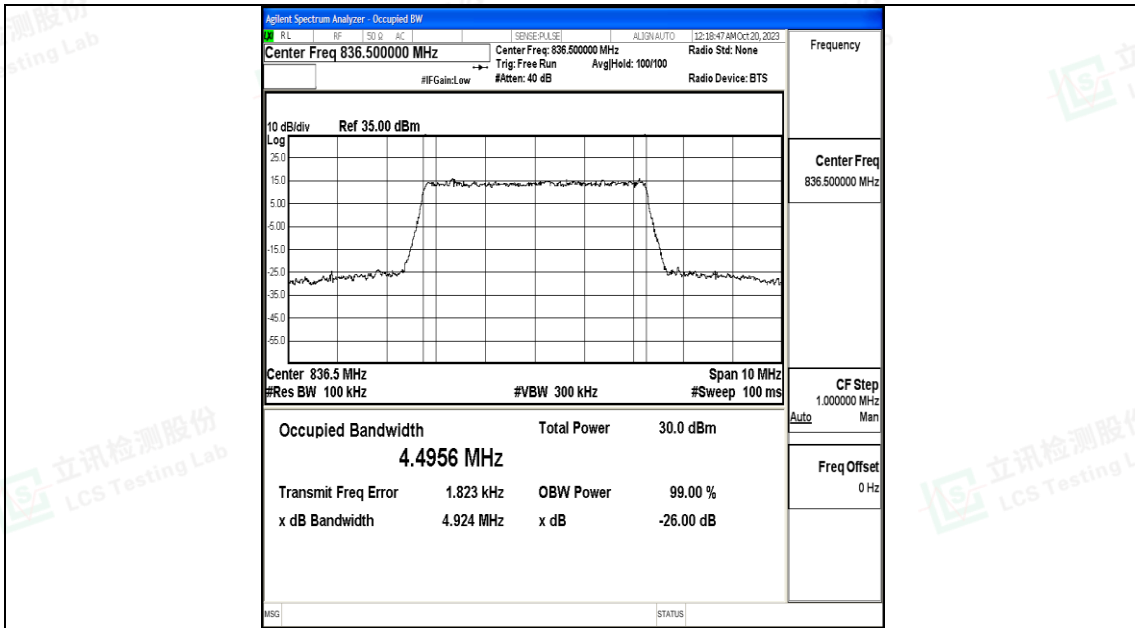 Agilent Spectrum Analyzer - Occupied BW
RL RF 50 Ω AC SENSE:PULSE ALIGN AUTO 12:18:47 AM Oct 20, 2023
Center Freq 836.500000 MHz
Center Freq: 836.500000 MHz Radio Std: None
Trig: Free Run Avg|Hold: 100/100
#IFGain:Low #Atten: 40 dB Radio Device: BTS
10 dB/div Ref 35.00 dBm
Log
25.0
15.0
5.00
-5.00
-15.0
-25.0
-35.0
-45.0
-55.0
Center 836.5 MHz Span 10 MHz
#Res BW 100 kHz #VBW 300 kHz #Sweep 100 ms
Occupied Bandwidth Total Power 30.0 dBm
4.4956 MHz
Transmit Freq Error 1.823 kHz OBW Power 99.00 %
x dB Bandwidth 4.924 MHz x dB -26.00 dB
MSG STATUS
Frequency
Center Freq
836.500000 MHz
CF Step
1.000000 MHz
Auto Man
Freq Offset
0 Hz
立讯检测股份
LCS Testing Lab
立讯检测股份
LCS Testing L